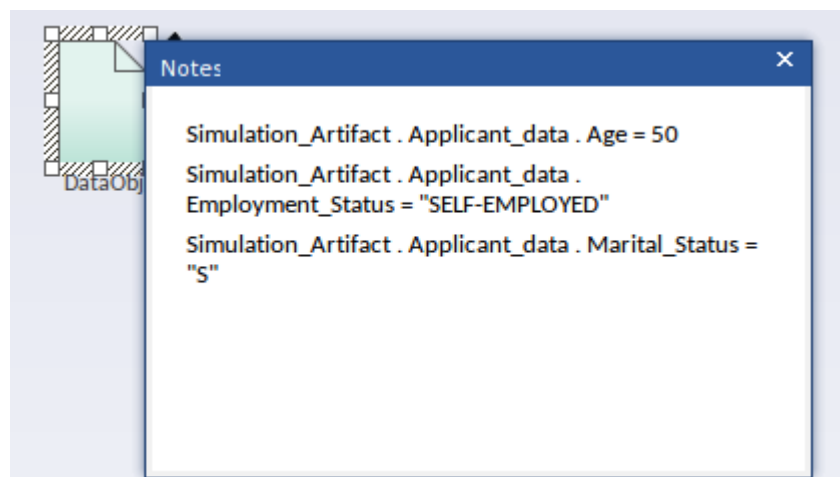 Notes
Simulation_Artifact . Applicant_data . Age = 50
Simulation_Artifact . Applicant_data .
Employment_Status = "SELF-EMPLOYED"
Simulation_Artifact . Applicant_data . Marital_Status =
"S"
DataObj